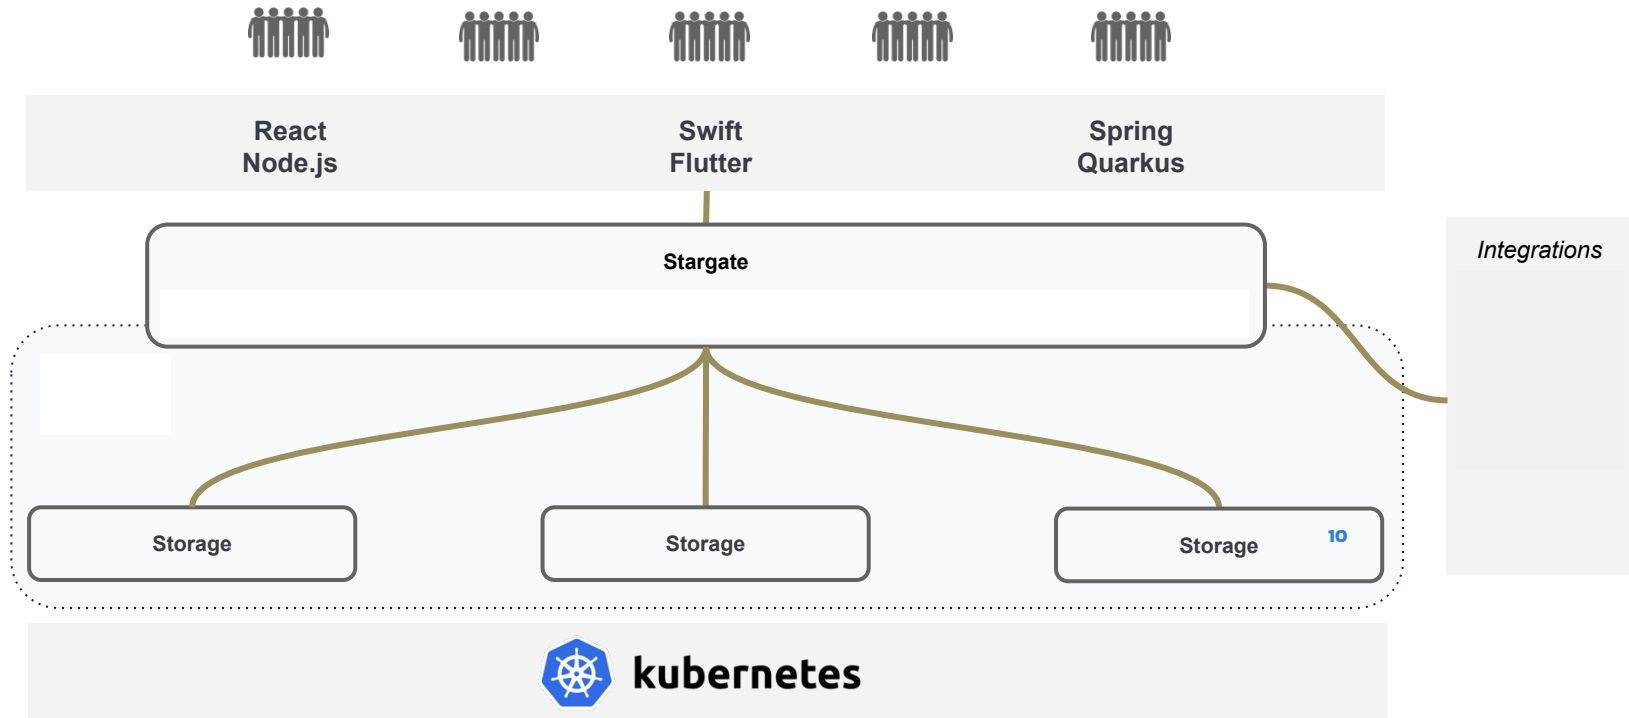 React
Node.js
Swift
Flutter
Spring
Quarkus
Stargate
Integrations
Storage
Storage
Storage
10
kubernetes